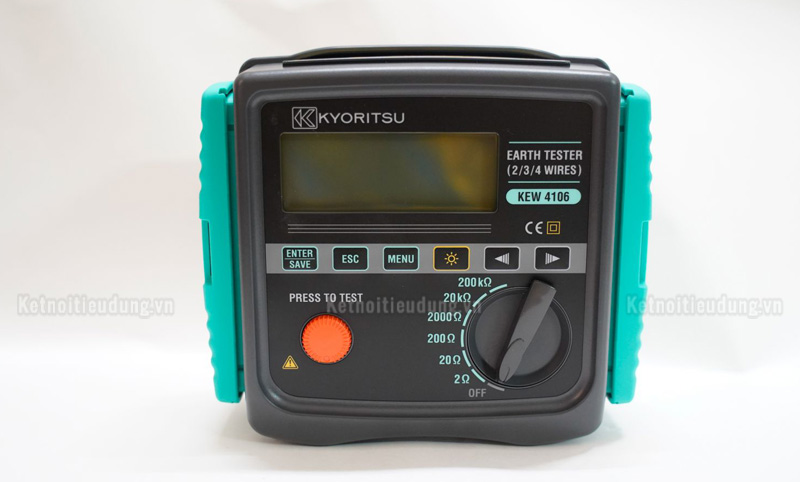 KYORITSU
EARTH TESTER
(2/3/4 WIRES)
KEW 4106
CE
ENTER
SAVE
ESC
MENU
PRESS TO TEST
200kΩ
20kΩ
2000Ω
200Ω
20Ω
2Ω
OFF
Ketnoitieudung.vn
Ketnoitieudung.vn
Ketnoitieudung.vn